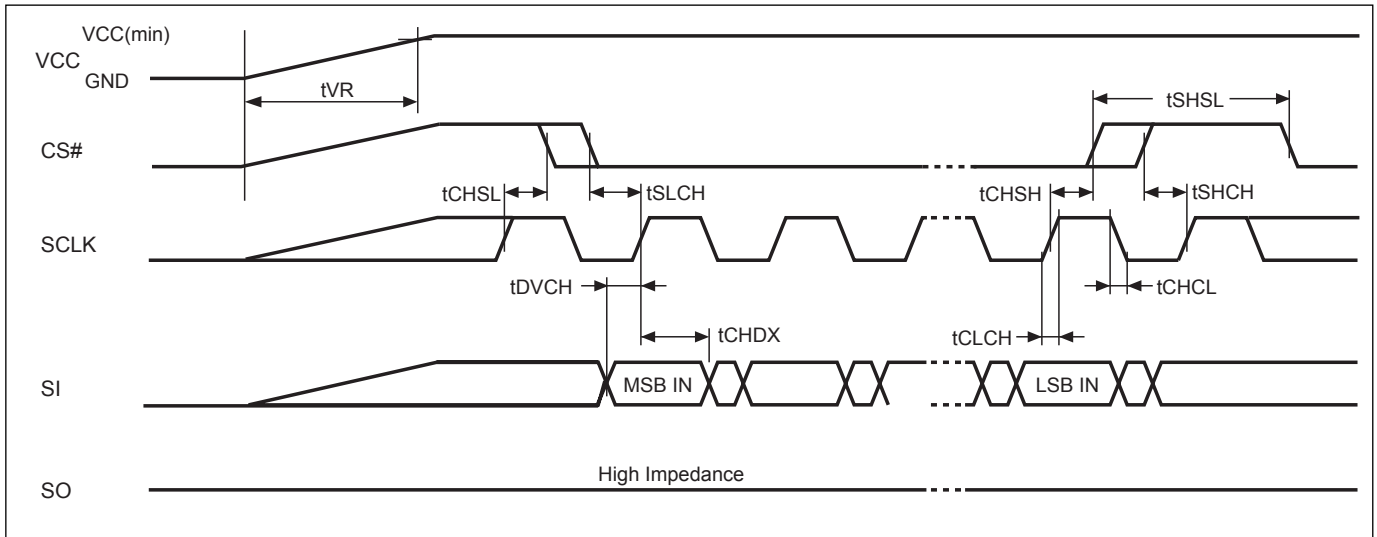 VCC(min)
VCC
GND
tVR
tSHSL
CS#
tCHSL
tSLCH
tCHSH
tSHCH
SCLK
tDVCH
tCHCL
tCHDX
tCLCH
SI
MSB IN
LSB IN
High Impedance
SO